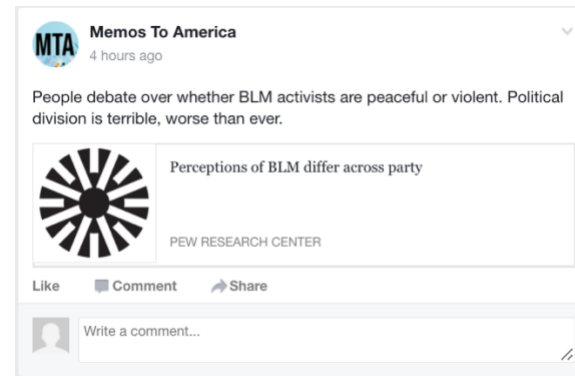 MTA
Memos To America
4 hours ago
People debate over whether BLM activists are peaceful or violent. Political
division is terrible, worse than ever.
Perceptions of BLM differ across party
PEW RESEARCH CENTER
Like Comment Share
Write a comment...